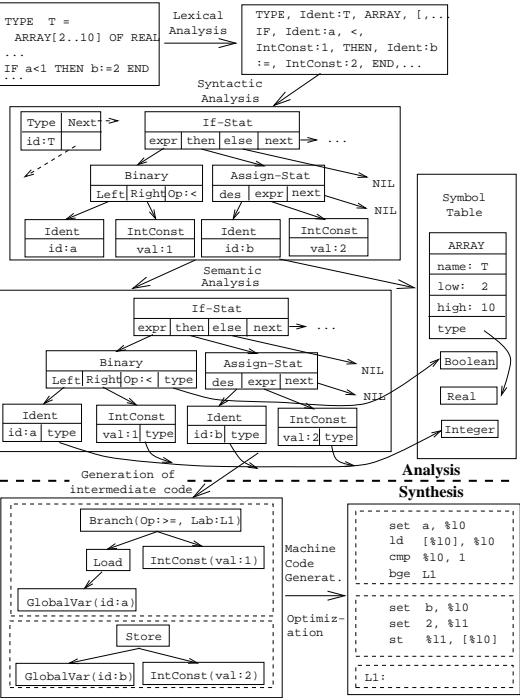 TYPE T =
ARRAY[2..10] OF REAL
...
IF a<1 THEN b:=2 END
...
Lexical
Analysis
TYPE, Ident:T, ARRAY, [,...
IF, Ident:a, <,
IntConst:1, THEN, Ident:b
:=, IntConst:2, END,...
Syntactic
Analysis
Type Next
id:T
If-Stat
expr then else next ...
Binary
Left Right Op:<
Assign-Stat
des expr next
NIL
NIL
Ident
id:a
IntConst
val:1
Ident
id:b
IntConst
val:2
Symbol
Table
ARRAY
name: T
low: 2
high: 10
type
Boolean
Real
Integer
Semantic
Analysis
If-Stat
expr then else next ...
Binary
Left Right Op:< type
Assign-Stat
des expr next
NIL
NIL
Ident
id:a type
IntConst
val:1 type
Ident
id:b type
IntConst
val:2 type
Analysis
Synthesis
Generation of
intermediate code
Branch(Op:>=, Lab:L1)
Load
IntConst(val:1)
GlobalVar(id:a)
Store
GlobalVar(id:b)
IntConst(val:2)
Machine
Code
Generat.
Optimiz-
ation
set a, %l0
ld [%l0], %l0
cmp %l0, 1
bge L1
set b, %l0
set 2, %l1
st %l1, [%l0]
L1: